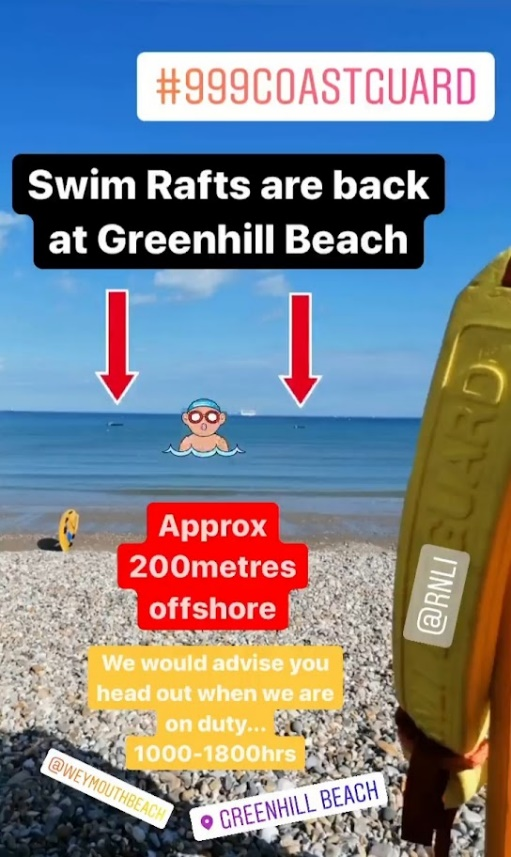 #999COASTGUARD
Swim Rafts are back
at Greenhill Beach
GUARD
Approx
200metres
offshore
@RNLI
We would advise you
head out when we are
on duty...
1000-1800hrs
@WEYMOUTHBEACH
GREENHILL BEACH